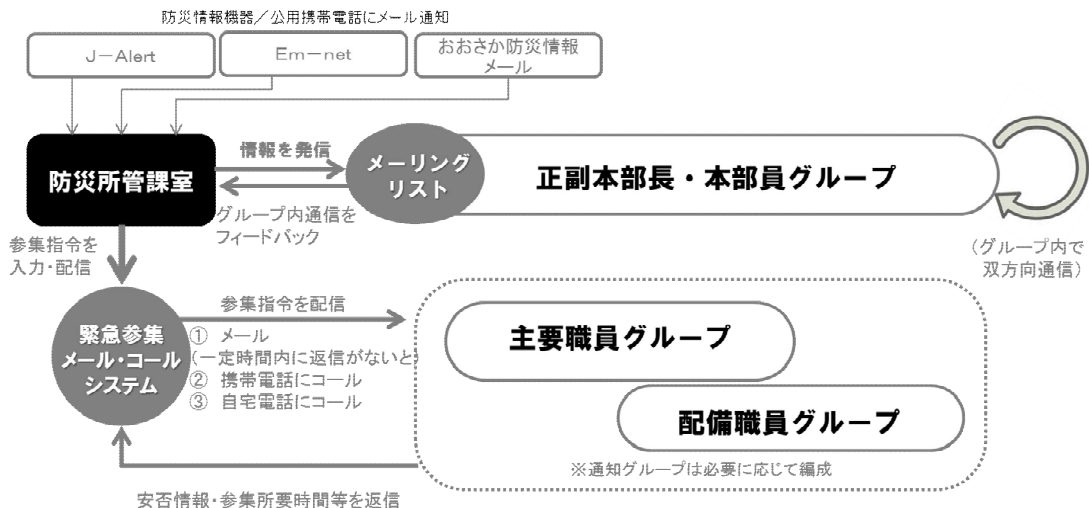 防災情報機器／公用携帯電話にメール通知
J－Alert
Em－net
おおさか防災情報
メール
防災所管課室
情報を発信
メーリング
リスト
正副本部長・本部員グループ
グループ内通信を
フィードバック
(グループ内で
双方向通信)
参集指令を
入力・配信
緊急参集
メール・コール
システム
参集指令を配信
① メール
(一定時間内に返信がないと)
② 携帯電話にコール
③ 自宅電話にコール
主要職員グループ
配備職員グループ
※通知グループは必要に応じて編成
安否情報・参集所要時間等を返信